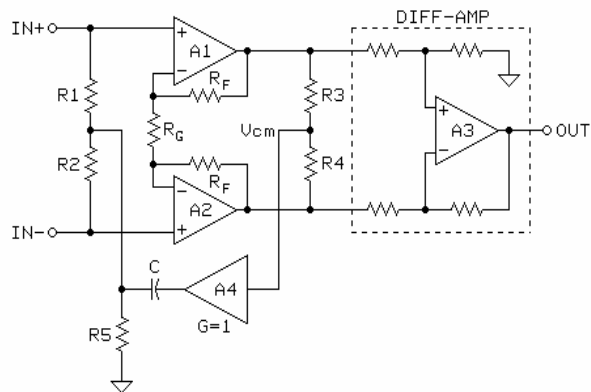 DIFF-AMP
IN+
+
A1
−
RF
R1
R3
RG
Vcm
+
A3
−
OUT
R2
R4
RF
−
A2
+
IN-
C
A4
R5
G=1